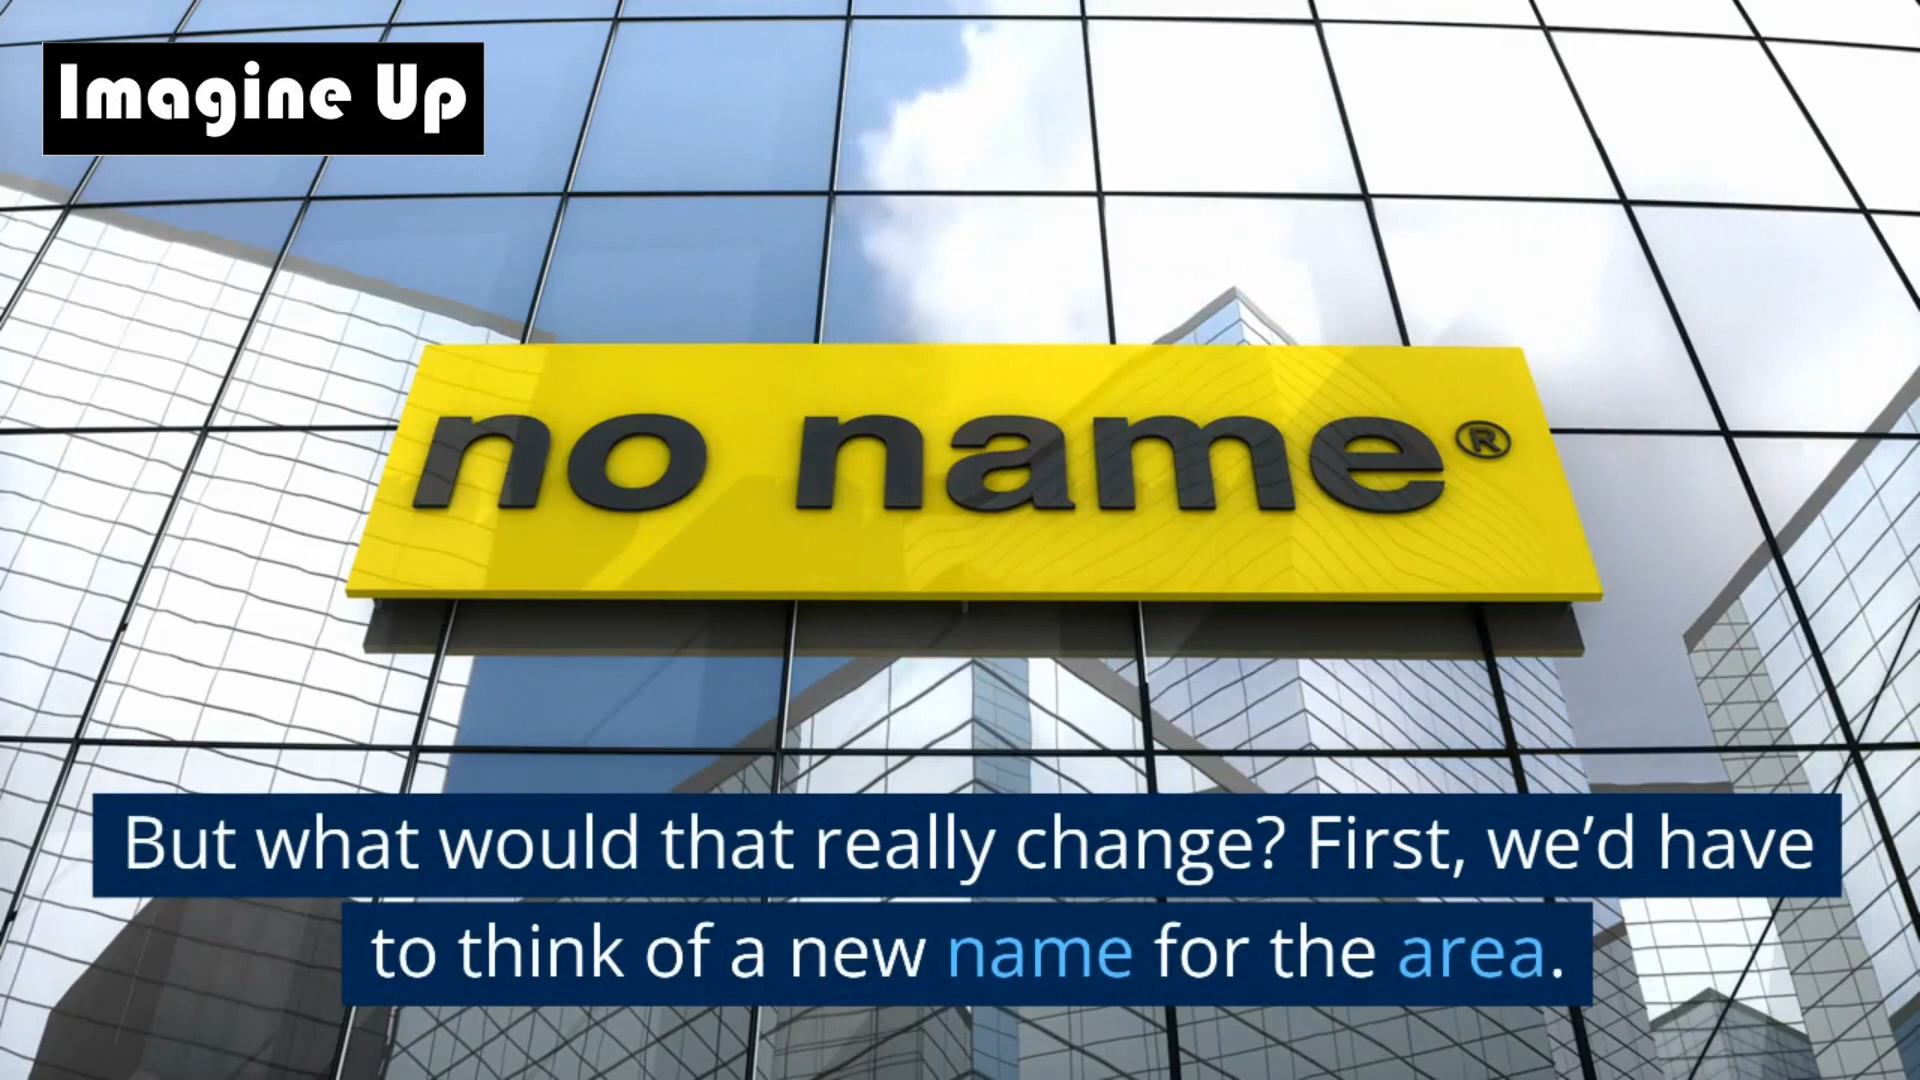 Imagine Up
no name®
But what would that really change? First, we’d have
to think of a new name for the area.